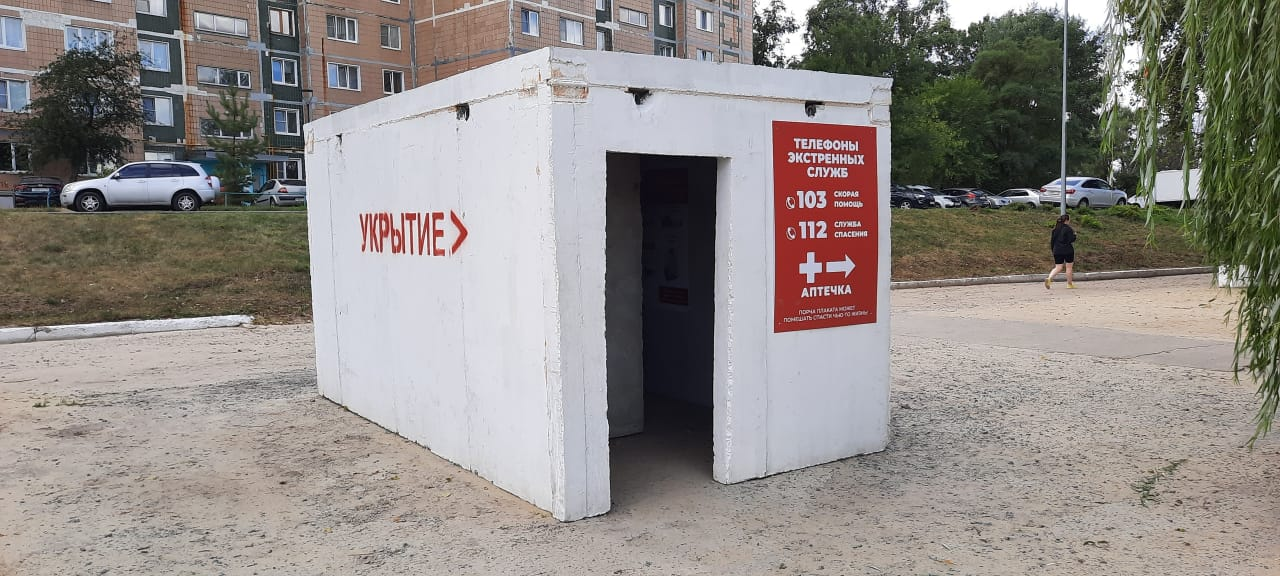 УКРЫТИЕ>
ТЕЛЕФОНЫ
ЭКСТРЕННЫХ
СЛУЖБ
103 СКОРАЯ
ПОМОЩЬ
112 СЛУЖБА
СПАСЕНИЯ
АПТЕЧКА
ПОРЧА ПЛАКАТА МОЖЕТ
ПОМЕШАТЬ СПАСТИ ЧЬЮ-ТО ЖИЗНЬ